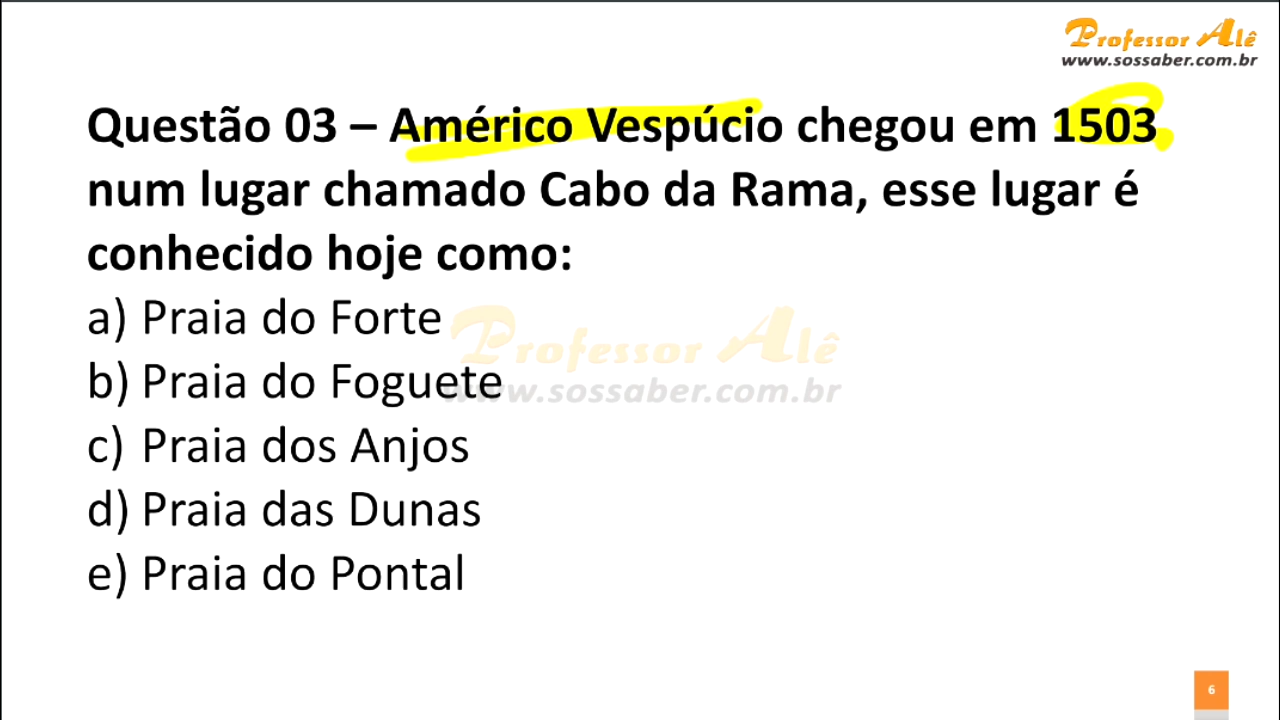 Professor Alê
www.sossaber.com.br
Questão 03 – Américo Vespúcio chegou em 1503
num lugar chamado Cabo da Rama, esse lugar é
conhecido hoje como:
a) Praia do Forte
b) Praia do Foguete
c) Praia dos Anjos
d) Praia das Dunas
e) Praia do Pontal
Professor Alê
www.sossaber.com.br
6